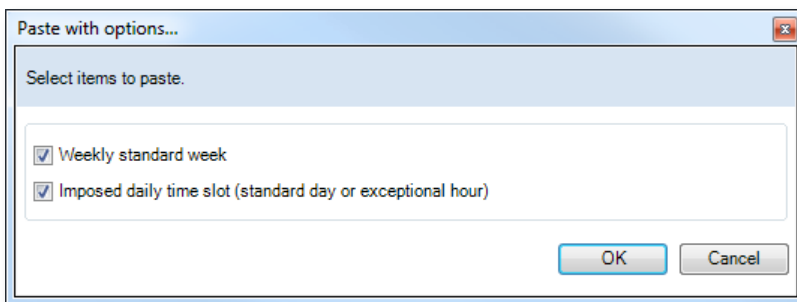 Paste with options...
Select items to paste.
Weekly standard week
Imposed daily time slot (standard day or exceptional hour)
OK Cancel